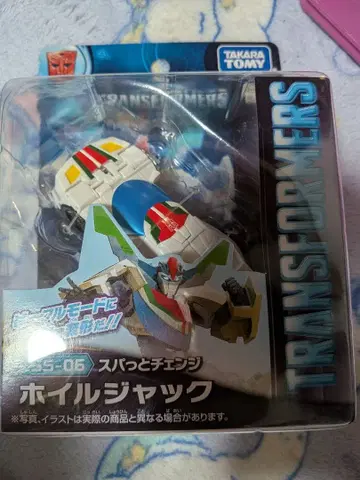 TAKARA
TOMY
TRANSFORMERS
TRANSFORMERS
ビークルモードに
変形だ!!
SS-06 スパっとチェンジ
ホイルジャック
※写真、イラストは実際の商品と異なる場合があります。